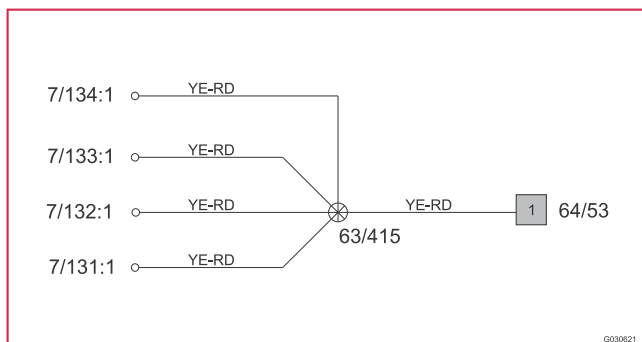 7/134:1 YE-RD
7/133:1 YE-RD
7/132:1 YE-RD YE-RD 1 64/53
63/415
7/131:1 YE-RD
G030621